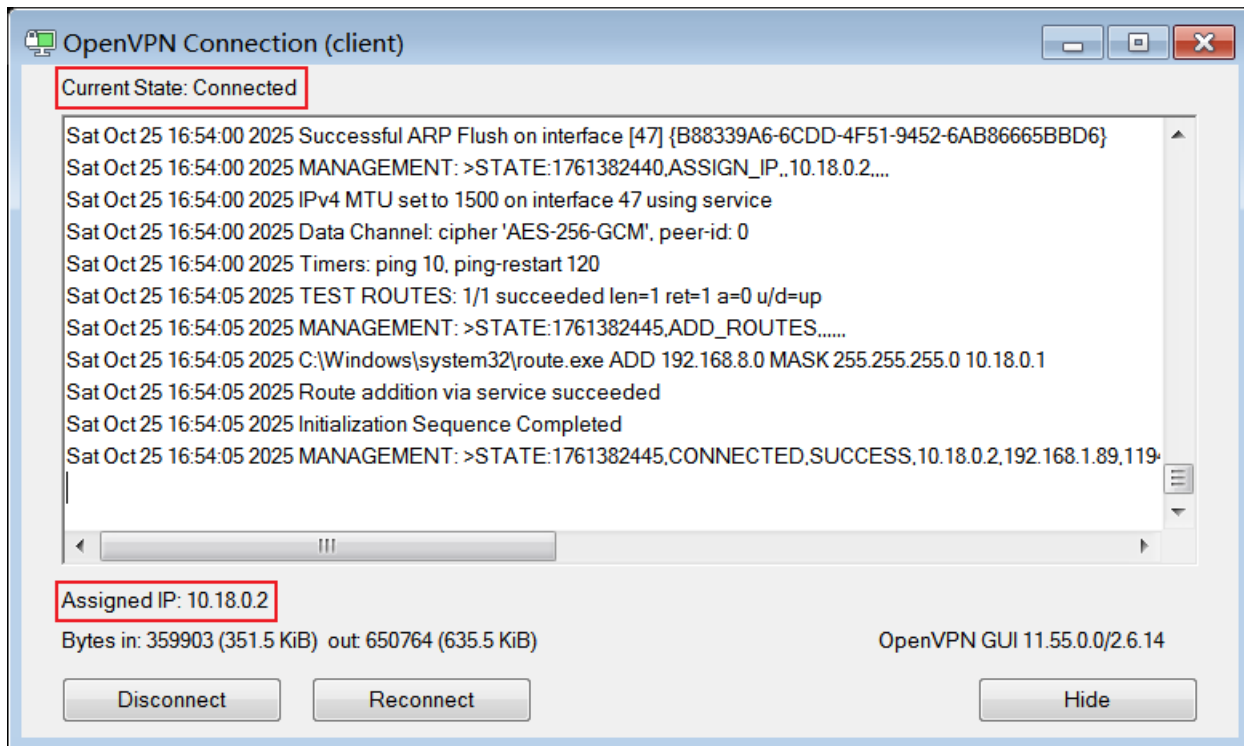 OpenVPN Connection (client)
Current State: Connected
Sat Oct 25 16:54:00 2025 Successful ARP Flush on interface [47] {B88339A6-6CDD-4F51-9452-6AB86665BBD6}
Sat Oct 25 16:54:00 2025 MANAGEMENT: >STATE:1761382440,ASSIGN_IP,,10.18.0.2,,,,
Sat Oct 25 16:54:00 2025 IPv4 MTU set to 1500 on interface 47 using service
Sat Oct 25 16:54:00 2025 Data Channel: cipher 'AES-256-GCM', peer-id: 0
Sat Oct 25 16:54:00 2025 Timers: ping 10, ping-restart 120
Sat Oct 25 16:54:05 2025 TEST ROUTES: 1/1 succeeded len=1 ret=1 a=0 u/d=up
Sat Oct 25 16:54:05 2025 MANAGEMENT: >STATE:1761382445,ADD_ROUTES,,,,,,
Sat Oct 25 16:54:05 2025 C:\Windows\system32\route.exe ADD 192.168.8.0 MASK 255.255.255.0 10.18.0.1
Sat Oct 25 16:54:05 2025 Route addition via service succeeded
Sat Oct 25 16:54:05 2025 Initialization Sequence Completed
Sat Oct 25 16:54:05 2025 MANAGEMENT: >STATE:1761382445,CONNECTED,SUCCESS,10.18.0.2,192.168.1.89,1194
Assigned IP: 10.18.0.2
Bytes in: 359903 (351.5 KiB) out: 650764 (635.5 KiB)
OpenVPN GUI 11.55.0.0/2.6.14
Disconnect
Reconnect
Hide